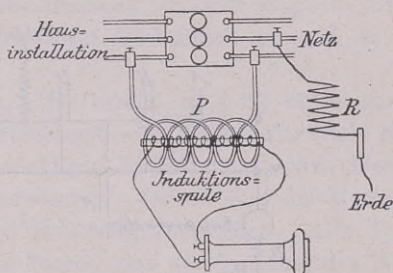 Haus=
installation
Netz
P
R
Induktions=
spule
Erde